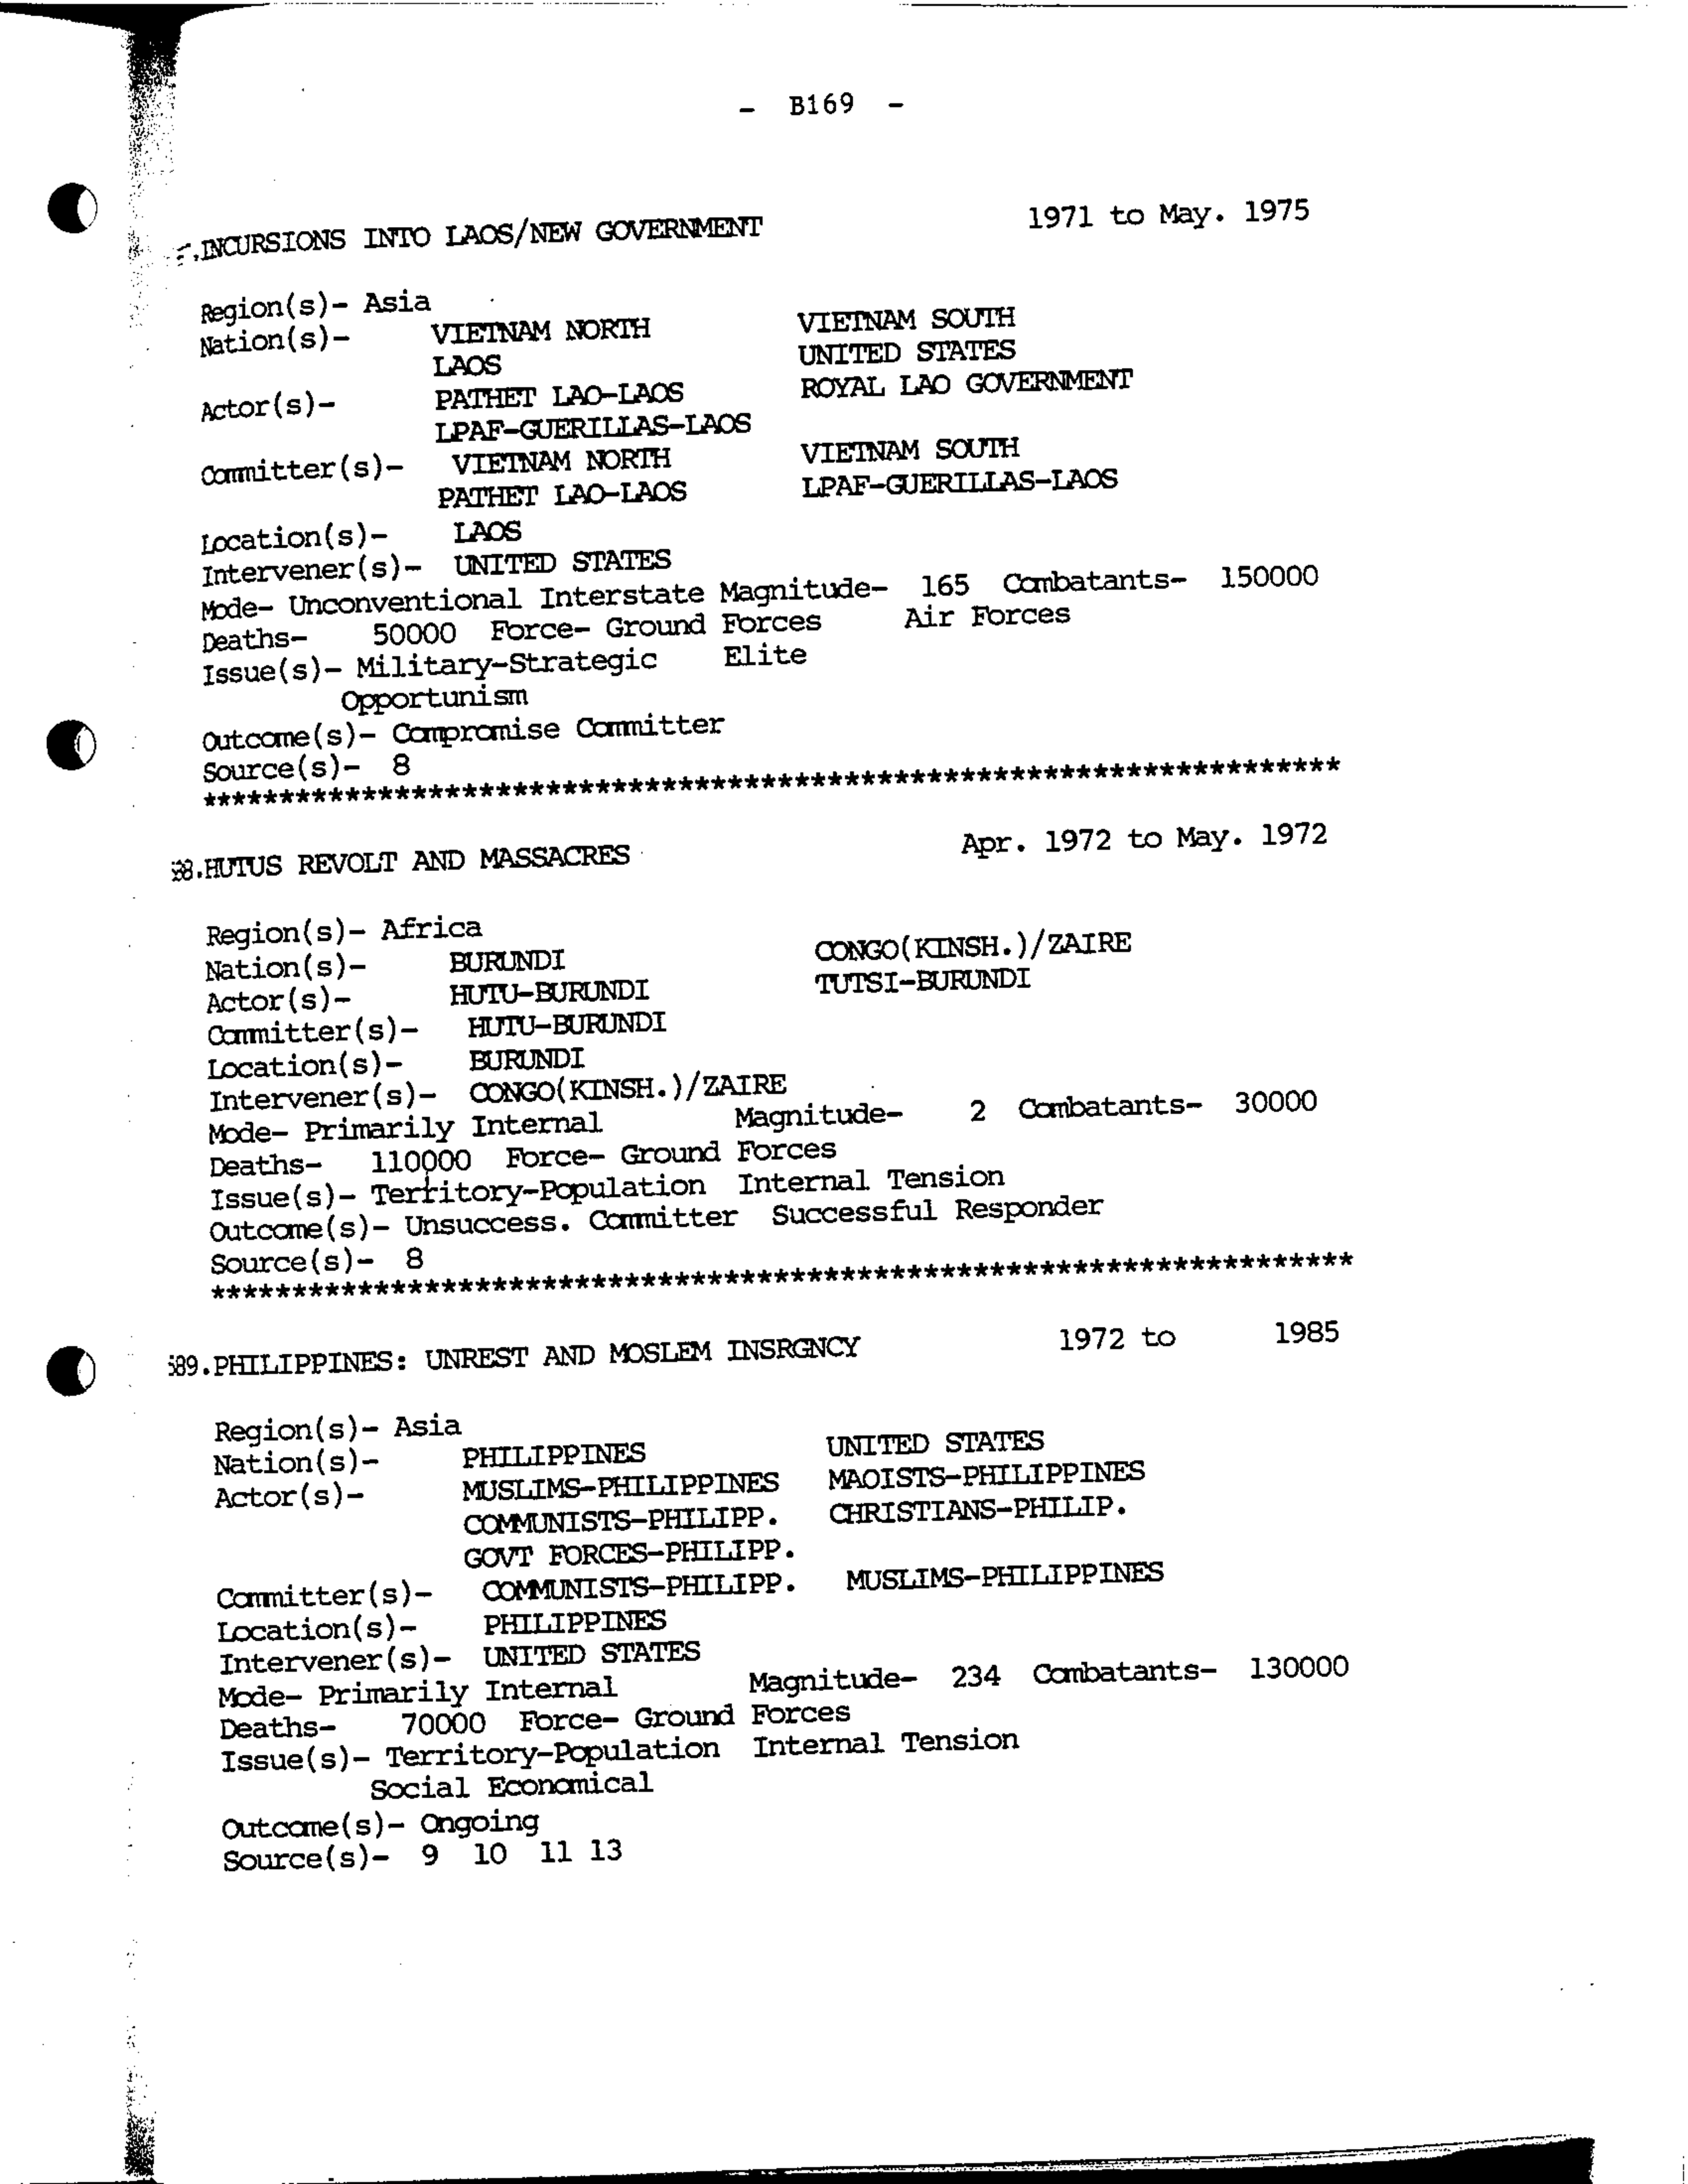 - B169 -
INCURSIONS INTO LAOS/NEW GOVERNMENT 1971 to May. 1975
Region(s)- Asia
Nation(s)- VIETNAM NORTH VIETNAM SOUTH
LAOS UNITED STATES
Actor(s)- PATHET LAO-LAOS ROYAL LAO GOVERNMENT
LPAF-GUERILLAS-LAOS
Committer(s)- VIETNAM NORTH VIETNAM SOUTH
PATHET LAO-LAOS LPAF-GUERILLAS-LAOS
Location(s)- LAOS
Intervener(s)- UNITED STATES
Mode- Unconventional Interstate Magnitude- 165 Combatants- 150000
Deaths- 50000 Force- Ground Forces Air Forces
Issue(s)- Military-Strategic Elite
Opportunism
Outcome(s)- Compromise Committer
Source(s)- 8
*********************************************************************
HUTUS REVOLT AND MASSACRES Apr. 1972 to May. 1972
Region(s)- Africa
Nation(s)- BURUNDI CONGO(KINSH.)/ZAIRE
Actor(s)- HUTU-BURUNDI TUTSI-BURUNDI
Committer(s)- HUTU-BURUNDI
Location(s)- BURUNDI
Intervener(s)- CONGO(KINSH.)/ZAIRE
Mode- Primarily Internal Magnitude- 2 Combatants- 30000
Deaths- 110000 Force- Ground Forces
Issue(s)- Territory-Population Internal Tension
Outcome(s)- Unsuccess. Committer Successful Responder
Source(s)- 8
*********************************************************************
589.PHILIPPINES: UNREST AND MOSLEM INSRGNCY 1972 to 1985
Region(s)- Asia
Nation(s)- PHILIPPINES UNITED STATES
Actor(s)- MUSLIMS-PHILIPPINES MAOISTS-PHILIPPINES
COMMUNISTS-PHILIPP. CHRISTIANS-PHILIP.
GOVT FORCES-PHILIPP.
Committer(s)- COMMUNISTS-PHILIPP. MUSLIMS-PHILIPPINES
Location(s)- PHILIPPINES
Intervener(s)- UNITED STATES
Mode- Primarily Internal Magnitude- 234 Combatants- 130000
Deaths- 70000 Force- Ground Forces
Issue(s)- Territory-Population Internal Tension
Social Economical
Outcome(s)- Ongoing
Source(s)- 9 10 11 13